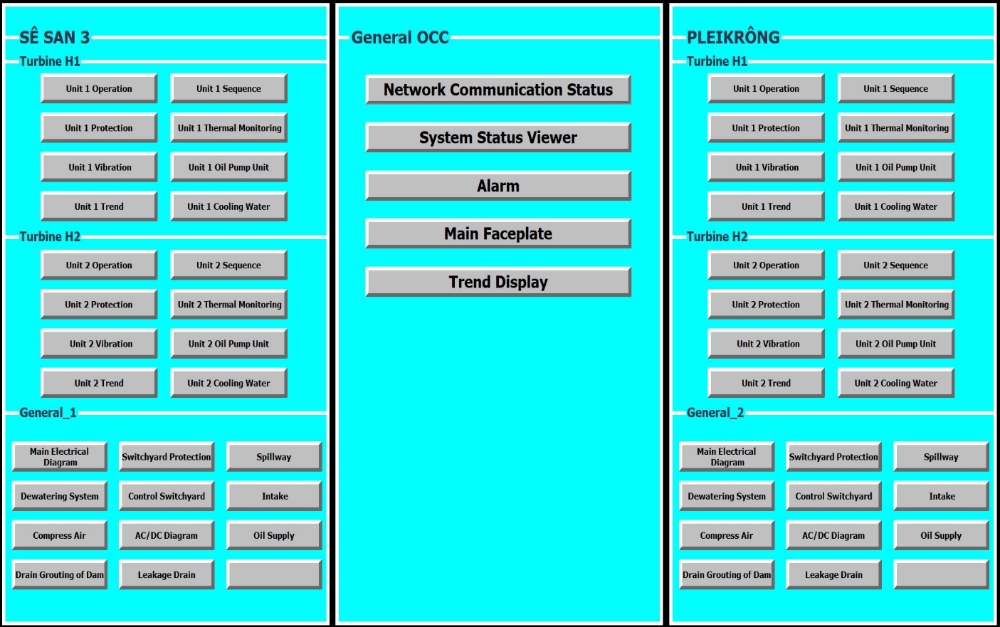 SÊ SAN 3
Turbine H1
Unit 1 Operation
Unit 1 Sequence
Unit 1 Protection
Unit 1 Thermal Monitoring
Unit 1 Vibration
Unit 1 Oil Pump Unit
Unit 1 Trend
Unit 1 Cooling Water
Turbine H2
Unit 2 Operation
Unit 2 Sequence
Unit 2 Protection
Unit 2 Thermal Monitoring
Unit 2 Vibration
Unit 2 Oil Pump Unit
Unit 2 Trend
Unit 2 Cooling Water
General_1
Main Electrical
Diagram
Switchyard Protection
Spillway
Dewatering System
Control Switchyard
Intake
Compress Air
AC/DC Diagram
Oil Supply
Drain Grouting of Dam
Leakage Drain
General OCC
Network Communication Status
System Status Viewer
Alarm
Main Faceplate
Trend Display
PLEIKRÔNG
Turbine H1
Unit 1 Operation
Unit 1 Sequence
Unit 1 Protection
Unit 1 Thermal Monitoring
Unit 1 Vibration
Unit 1 Oil Pump Unit
Unit 1 Trend
Unit 1 Cooling Water
Turbine H2
Unit 2 Operation
Unit 2 Sequence
Unit 2 Protection
Unit 2 Thermal Monitoring
Unit 2 Vibration
Unit 2 Oil Pump Unit
Unit 2 Trend
Unit 2 Cooling Water
General_2
Main Electrical
Diagram
Switchyard Protection
Spillway
Dewatering System
Control Switchyard
Intake
Compress Air
AC/DC Diagram
Oil Supply
Drain Grouting of Dam
Leakage Drain